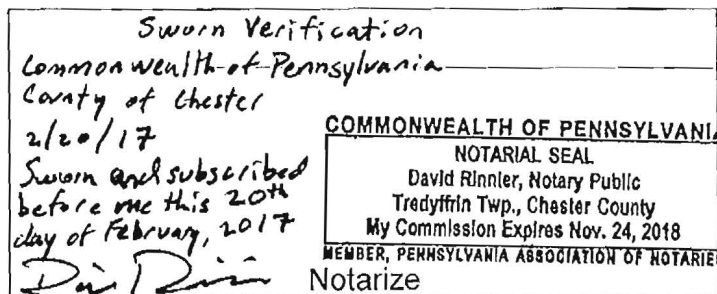 Sworn Verification
Commonwealth of Pennsylvania
County of Chester
2/20/17
Sworn and subscribed
before me this 20th
day of February, 2017
COMMONWEALTH OF PENNSYLVANIA
NOTARIAL SEAL
David Rinnier, Notary Public
Tredyffrin Twp., Chester County
My Commission Expires Nov. 24, 2018
MEMBER, PENNSYLVANIA ASSOCIATION OF NOTARIES
Notarize